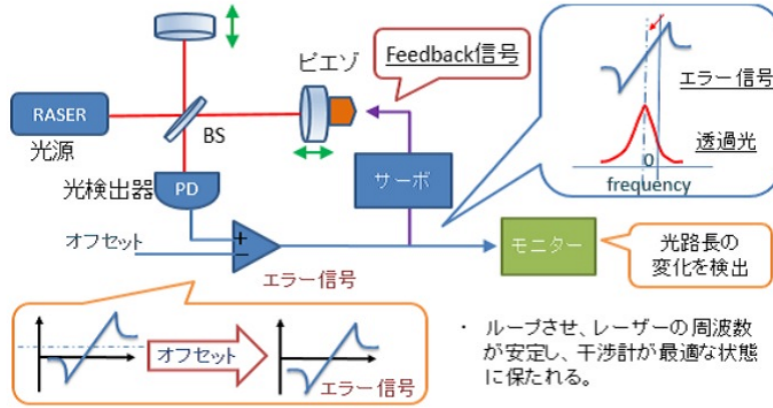 ピエゾ
Feedback信号
RASER
光源
BS
光検出器
PD
サーボ
エラー信号
透過光
0
frequency
オフセット
+
−
エラー信号
モニター
光路長の
変化を検出
オフセット
エラー信号
・ ループさせ、レーザーの周波数
が安定し、干渉計が最適な状態
に保たれる。